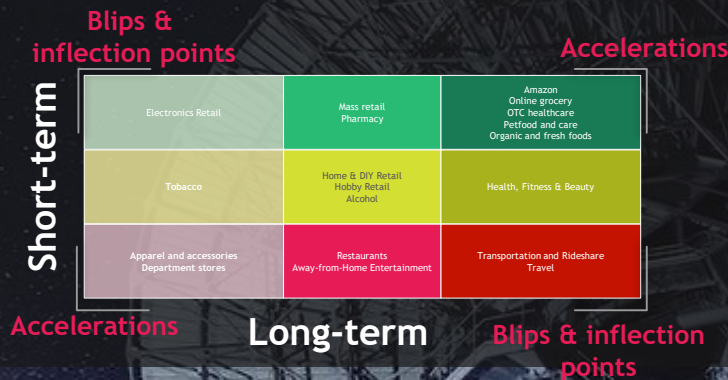 Blips &
inflection points
Accelerations
Short-term
Electronics Retail
Mass retail
Pharmacy
Amazon
Online grocery
OTC healthcare
Petfood and care
Organic and fresh foods
Tobacco
Home & DIY Retail
Hobby Retail
Alcohol
Health, Fitness & Beauty
Apparel and accessories
Department stores
Restaurants
Away-from-Home Entertainment
Transportation and Rideshare
Travel
Accelerations
Long-term
Blips & inflection
points